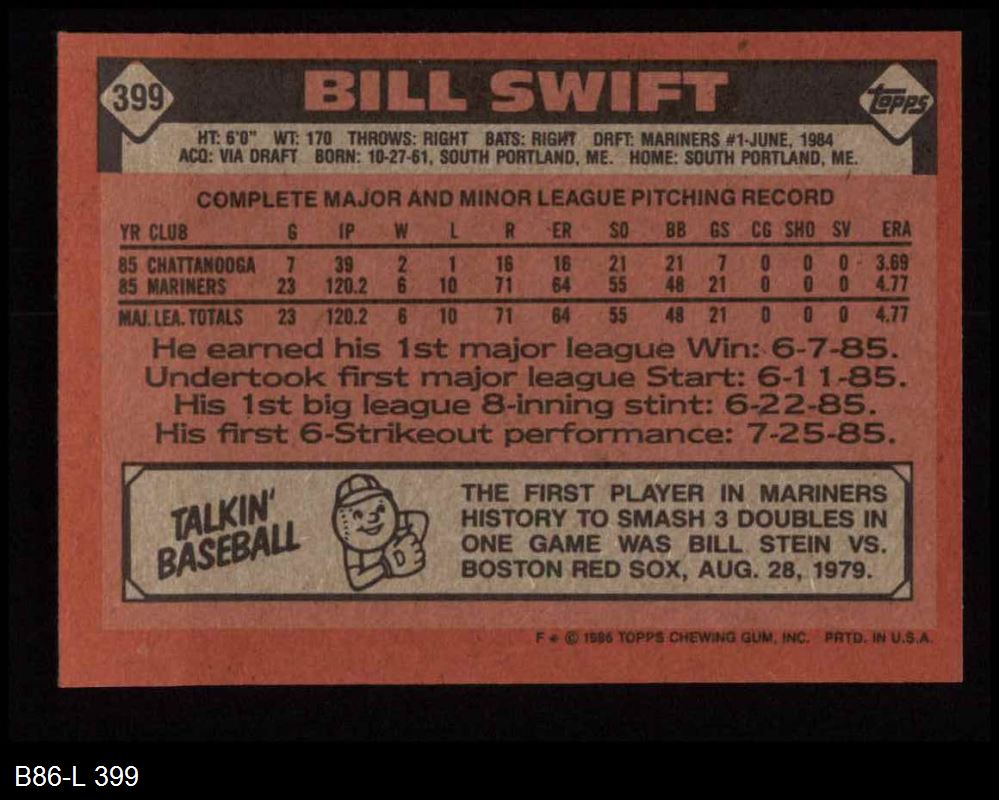 399 BILL SWIFT Topps
HT: 6'0" WT: 170 THROWS: RIGHT BATS: RIGHT DRFT: MARINERS #1-JUNE, 1984
ACQ: VIA DRAFT BORN: 10-27-61, SOUTH PORTLAND, ME. HOME: SOUTH PORTLAND, ME.
COMPLETE MAJOR AND MINOR LEAGUE PITCHING RECORD
YR CLUB G IP W L R ER SO BB GS CG SHO SV ERA
85 CHATTANOOGA 7 39 2 1 16 16 21 21 7 0 0 0 3.69
85 MARINERS 23 120.2 6 10 71 64 55 48 21 0 0 0 4.77
MAJ. LEA. TOTALS 23 120.2 6 10 71 64 55 48 21 0 0 0 4.77
He earned his 1st major league Win: 6-7-85.
Undertook first major league Start: 6-11-85.
His 1st big league 8-inning stint: 6-22-85.
His first 6-Strikeout performance: 7-25-85.
TALKIN'
BASEBALL
D
THE FIRST PLAYER IN MARINERS
HISTORY TO SMASH 3 DOUBLES IN
ONE GAME WAS BILL STEIN VS.
BOSTON RED SOX, AUG. 28, 1979.
F * © 1986 TOPPS CHEWING GUM, INC. PRTD. IN U.S.A.
B86-L 399